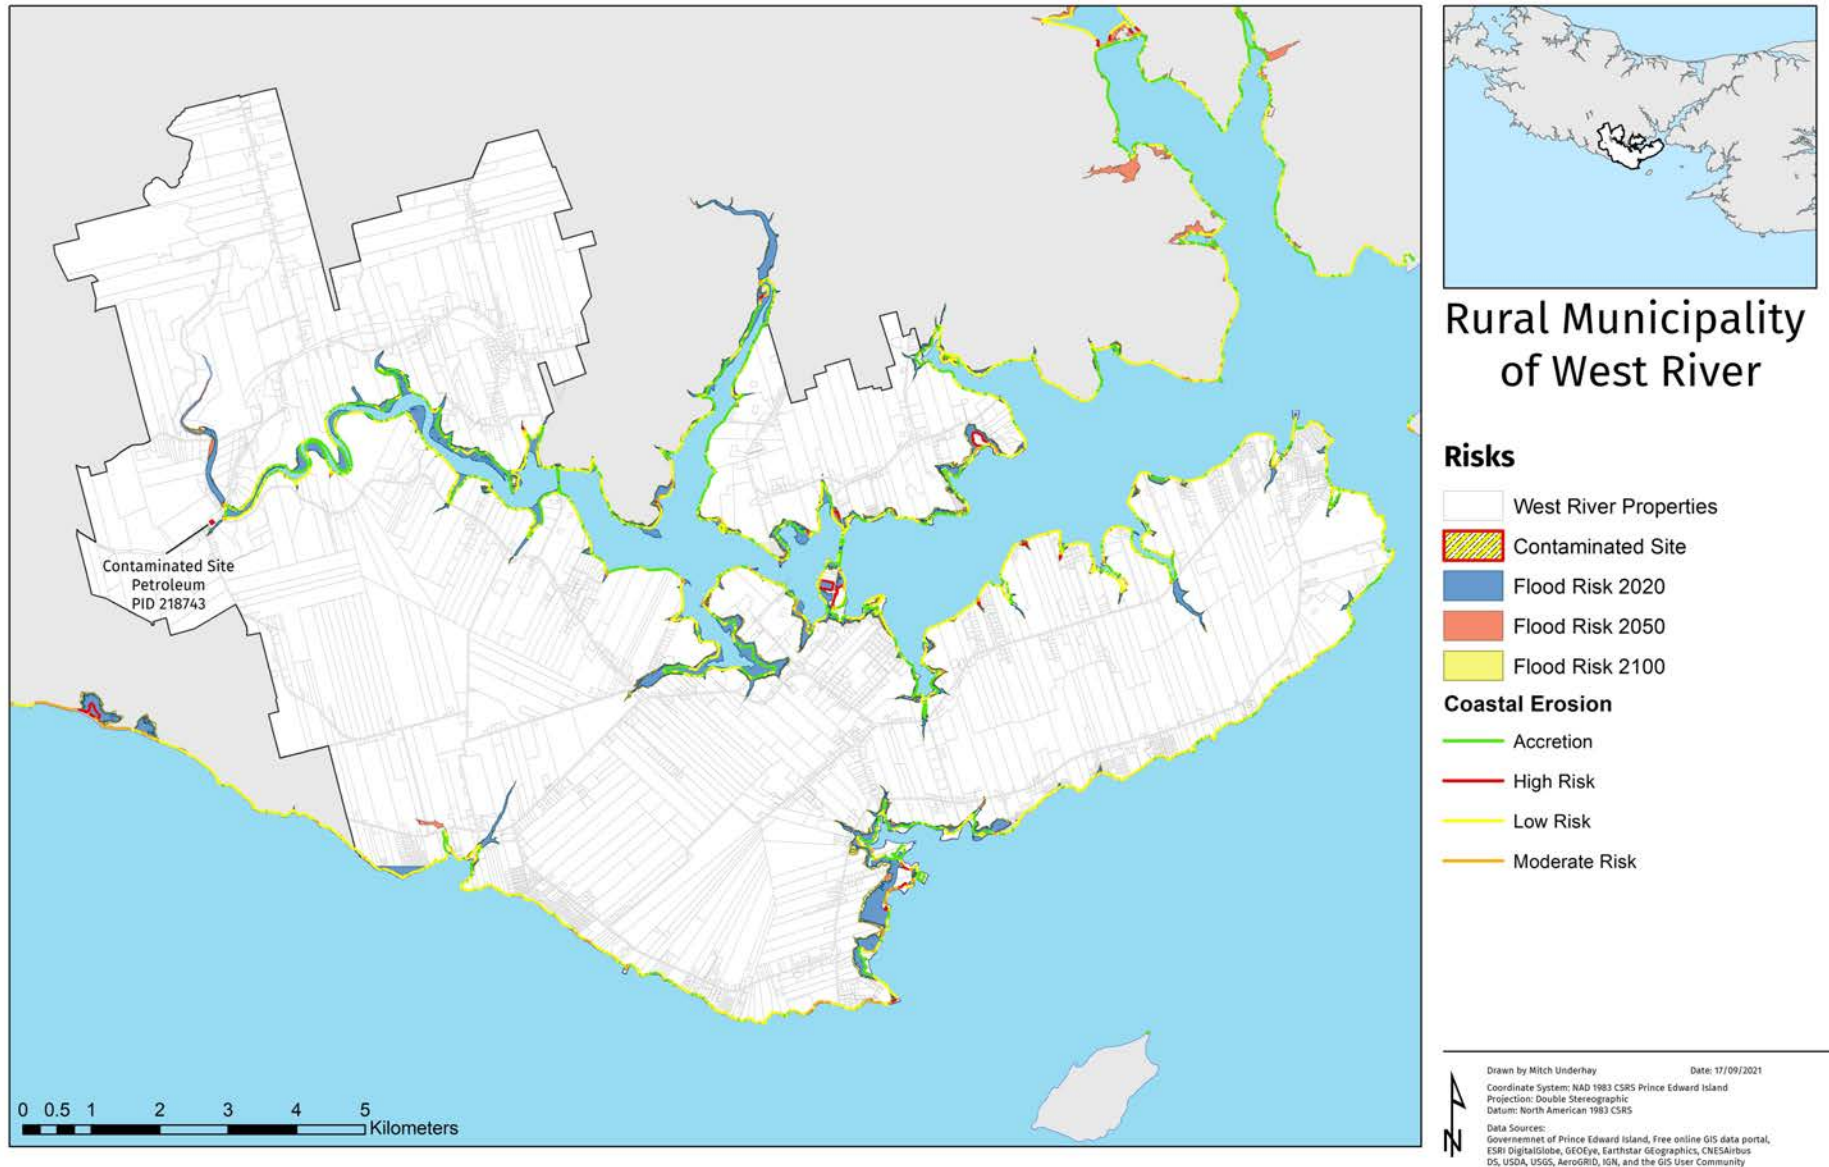 Contaminated Site
Petroleum
PID 218743
0 0.5 1 2 3 4 5
Kilometers
Rural Municipality
of West River
Risks
West River Properties
Contaminated Site
Flood Risk 2020
Flood Risk 2050
Flood Risk 2100
Coastal Erosion
Accretion
High Risk
Low Risk
Moderate Risk
N
Drawn by Mitch Underhay Date: 17/09/2021
Coordinate System: NAD 1983 CSRS Prince Edward Island
Projection: Double Stereographic
Datum: North American 1983 CSRS
Data Sources:
Governemnet of Prince Edward Island, Free online GIS data portal,
ESRI DigitalGlobe, GEOEye, Earthstar GEographics, CNESAirbus
DS, USDA, USGS, AeroGRID, IGN, and the GIS User Community